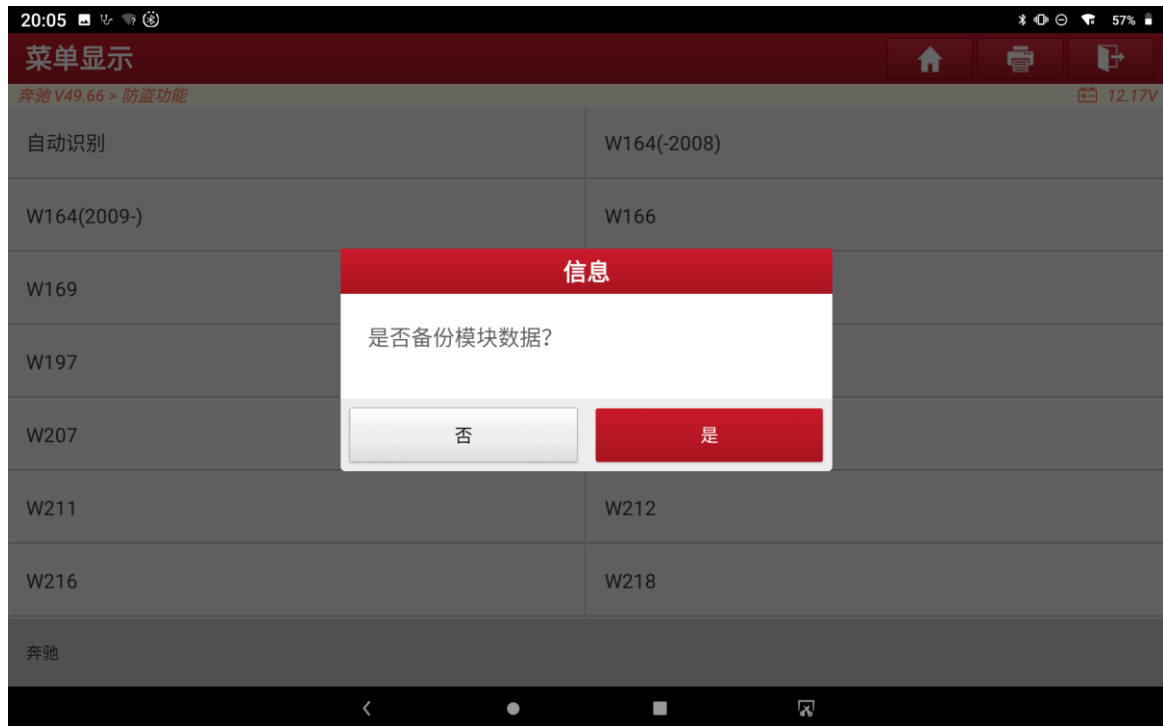 20:05 57%
菜单显示
奔驰 V49.66 > 防盗功能 12.17V
自动识别 W164(-2008)
W164(2009-) W166
W169
W197
W207
W211 W212
W216 W218
信息
是否备份模块数据?
否 是
奔驰